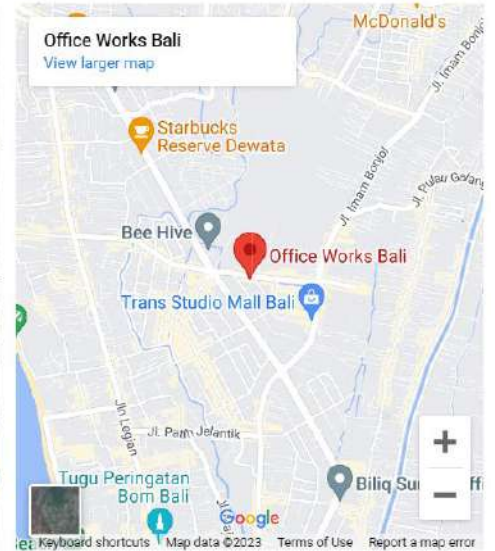 Office Works Bali
View larger map
McDonald's
Jl. Imam Bonjol
Starbucks
Reserve Dewata
Jl. Imam Bonjol
Bee Hive
Office Works Bali
Trans Studio Mall Bali
Jln Legian
Tugu Peringatan
Bom Bali
Biliq
Google
Keyboard shortcuts
Map data ©2023
Terms of Use
Report a map error